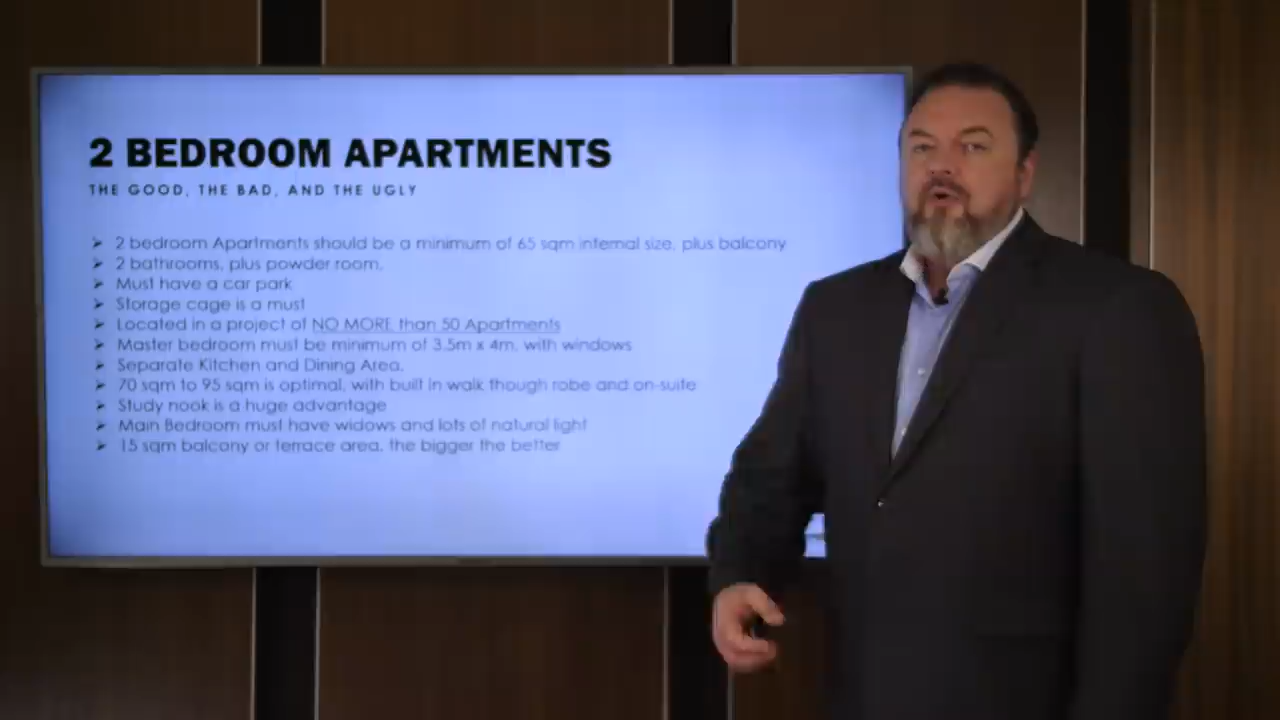 2 BEDROOM APARTMENTS
THE GOOD, THE BAD, AND THE UGLY
➤ 2 bedroom Apartments should be a minimum of 65 sqm internal size, plus balcony
➤ 2 bathrooms, plus powder room.
➤ Must have a car park
➤ Storage cage is a must
➤ Located in a project of NO MORE than 50 Apartments
➤ Master bedroom must be minimum of 3.5m x 4m, with windows
➤ Separate Kitchen and Dining Area.
➤ 70 sqm to 95 sqm is optimal, with built in walk though robe and on-suite
➤ Study nook is a huge advantage
➤ Main Bedroom must have widows and lots of natural light
➤ 15 sqm balcony or terrace area, the bigger the better